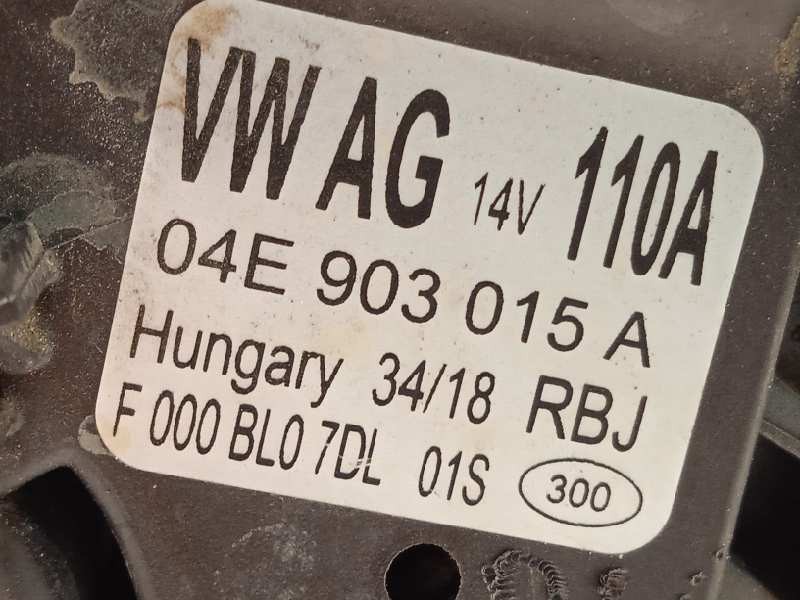 VW AG 14V 110A
04E 903 015 A
Hungary 34/18 RBJ
F 000 BL0 7DL 01S 300